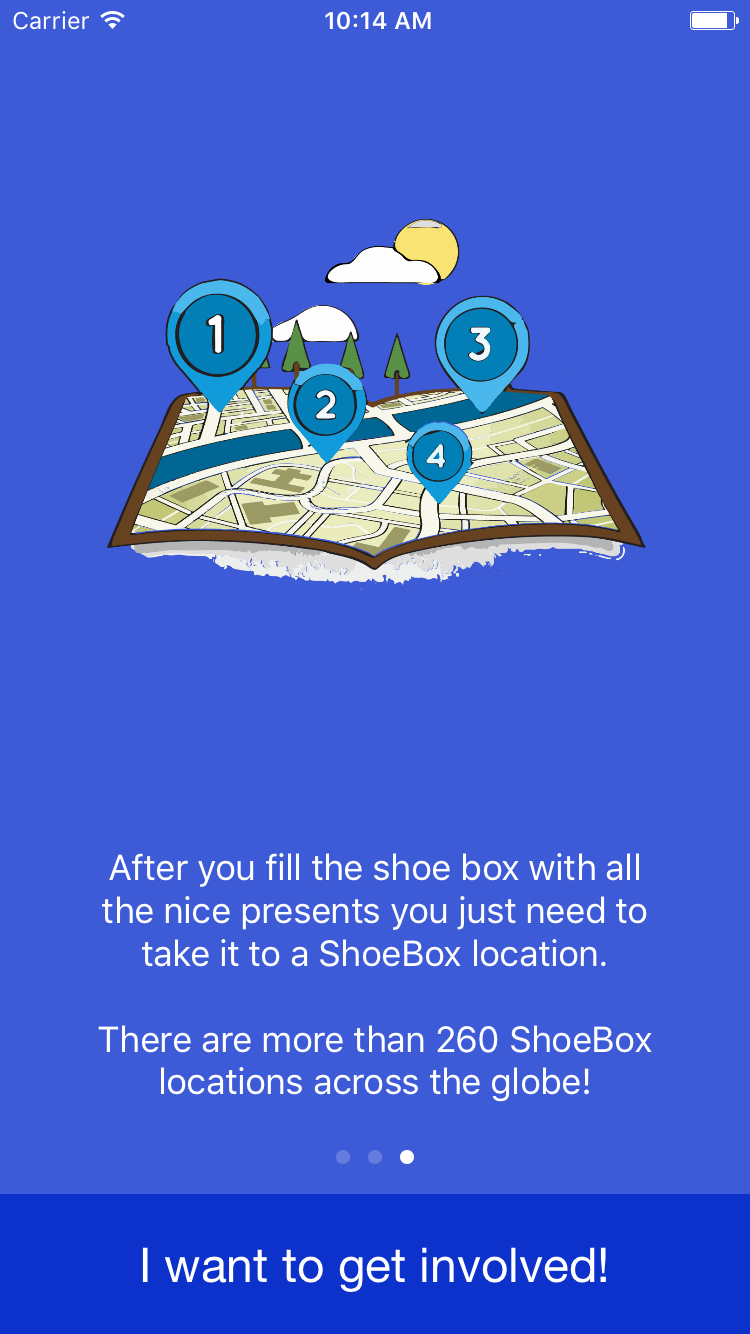 Carrier 10:14 AM
1
3
2
4
After you fill the shoe box with all
the nice presents you just need to
take it to a ShoeBox location.
There are more than 260 ShoeBox
locations across the globe!
I want to get involved!